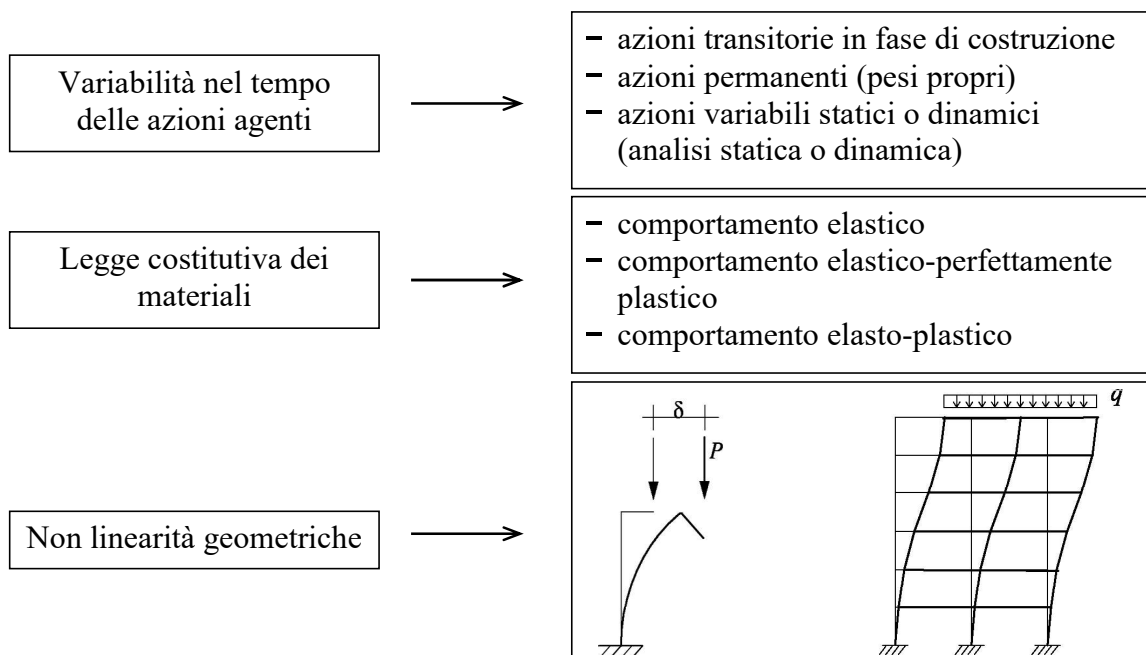 Variabilità nel tempo
delle azioni agenti
– azioni transitorie in fase di costruzione
– azioni permanenti (pesi propri)
– azioni variabili statici o dinamici
(analisi statica o dinamica)
Legge costitutiva dei
materiali
– comportamento elastico
– comportamento elastico-perfettamente
plastico
– comportamento elasto-plastico
Non linearità geometriche
δ
P
q